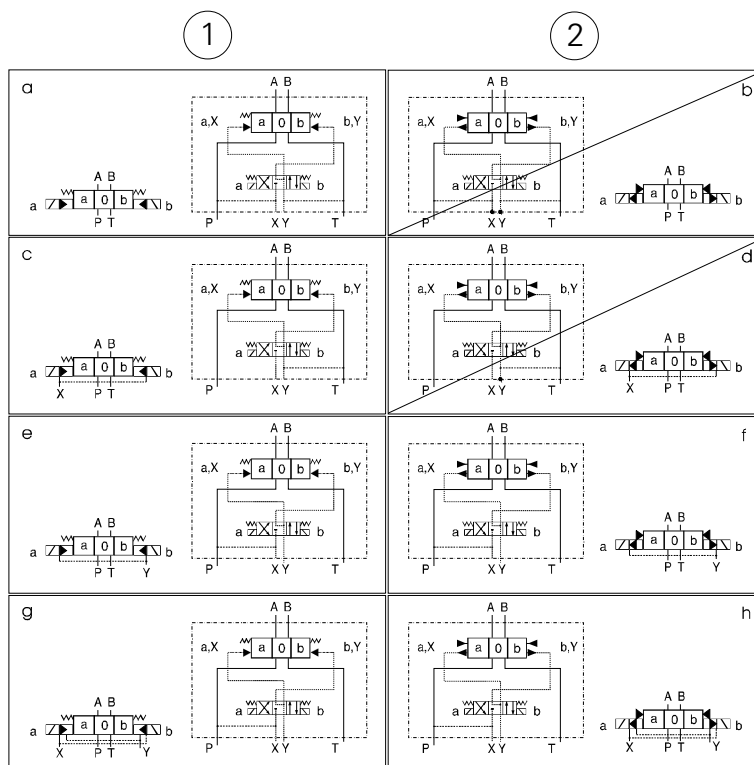 1 2
a
A B
a,X a 0 b b,Y
A B
a a 0 b b
P T
a b
P X Y T
b
A B
a,X a 0 b b,Y
A B
a a 0 b b
P T
a b
P X Y T
c
A B
a,X a 0 b b,Y
A B
a a 0 b b
X P T
a b
P X Y T
d
A B
a,X a 0 b b,Y
A B
a a 0 b b
X P T
a b
P X Y T
e
A B
a,X a 0 b b,Y
A B
a a 0 b b
P T Y
a b
P X Y T
f
A B
a,X a 0 b b,Y
A B
a a 0 b b
P T Y
a b
P X Y T
g
A B
a,X a 0 b b,Y
A B
a a 0 b b
X P T Y
a b
P X Y T
h
A B
a,X a 0 b b,Y
A B
a a 0 b b
X P T Y
a b
P X Y T